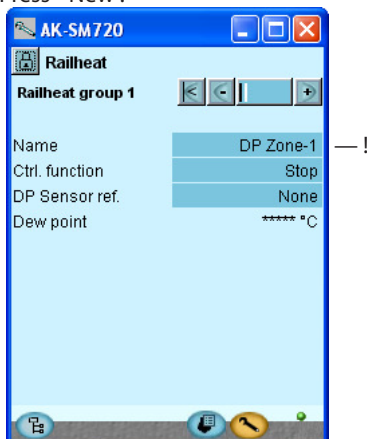 AK-SM720
Railheat
Railheat group 1
Name DP Zone-1 — !
Ctrl. function Stop
DP Sensor ref. None
Dew point ***** °C